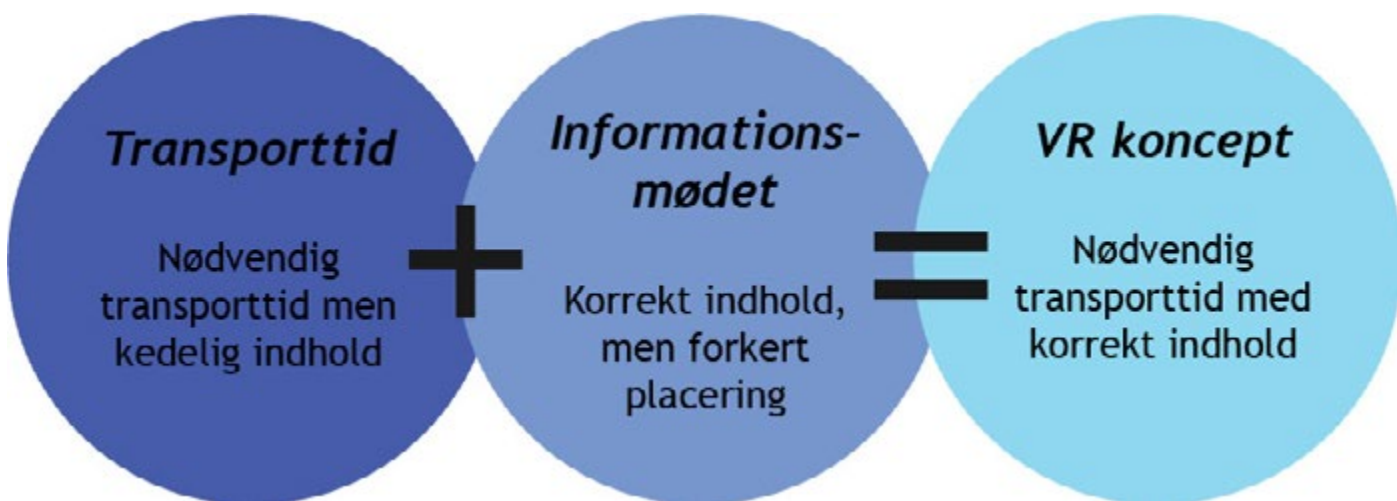 Transporttid
Nødvendig
transporttid men
kedelig indhold
+
Informations-
mødet
Korrekt indhold,
men forkert
placering
=
VR koncept
Nødvendig
transporttid med
korrekt indhold